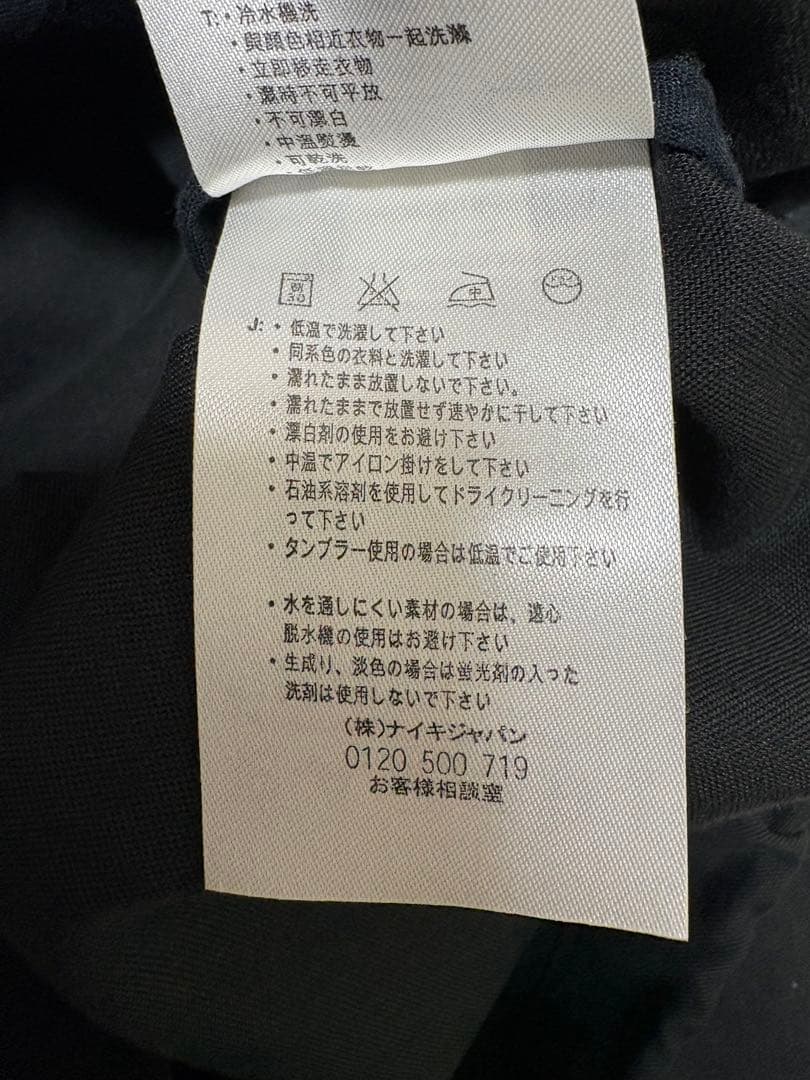 T: • 冷水機洗
• 與顏色相近衣物一起洗滌
• 立即移走衣物
• 濕時不可平放
• 不可漂白
• 中溫熨燙
• 可乾洗
弱
30
中
J: • 低温で洗濯して下さい
• 同系色の衣料と洗濯して下さい
• 濡れたまま放置しないで下さい。
• 濡れたままで放置せず速やかに干して下さい
• 漂白剤の使用をお避け下さい
• 中温でアイロン掛けをして下さい
• 石油系溶剤を使用してドライクリーニングを行
って下さい
• タンブラー使用の場合は低温でご使用下さい
• 水を通しにくい素材の場合は、遠心
脱水機の使用はお避け下さい
• 生成り、淡色の場合は蛍光剤の入った
洗剤は使用しないで下さい
(株)ナイキジャパン
0120 500 719
お客様相談室